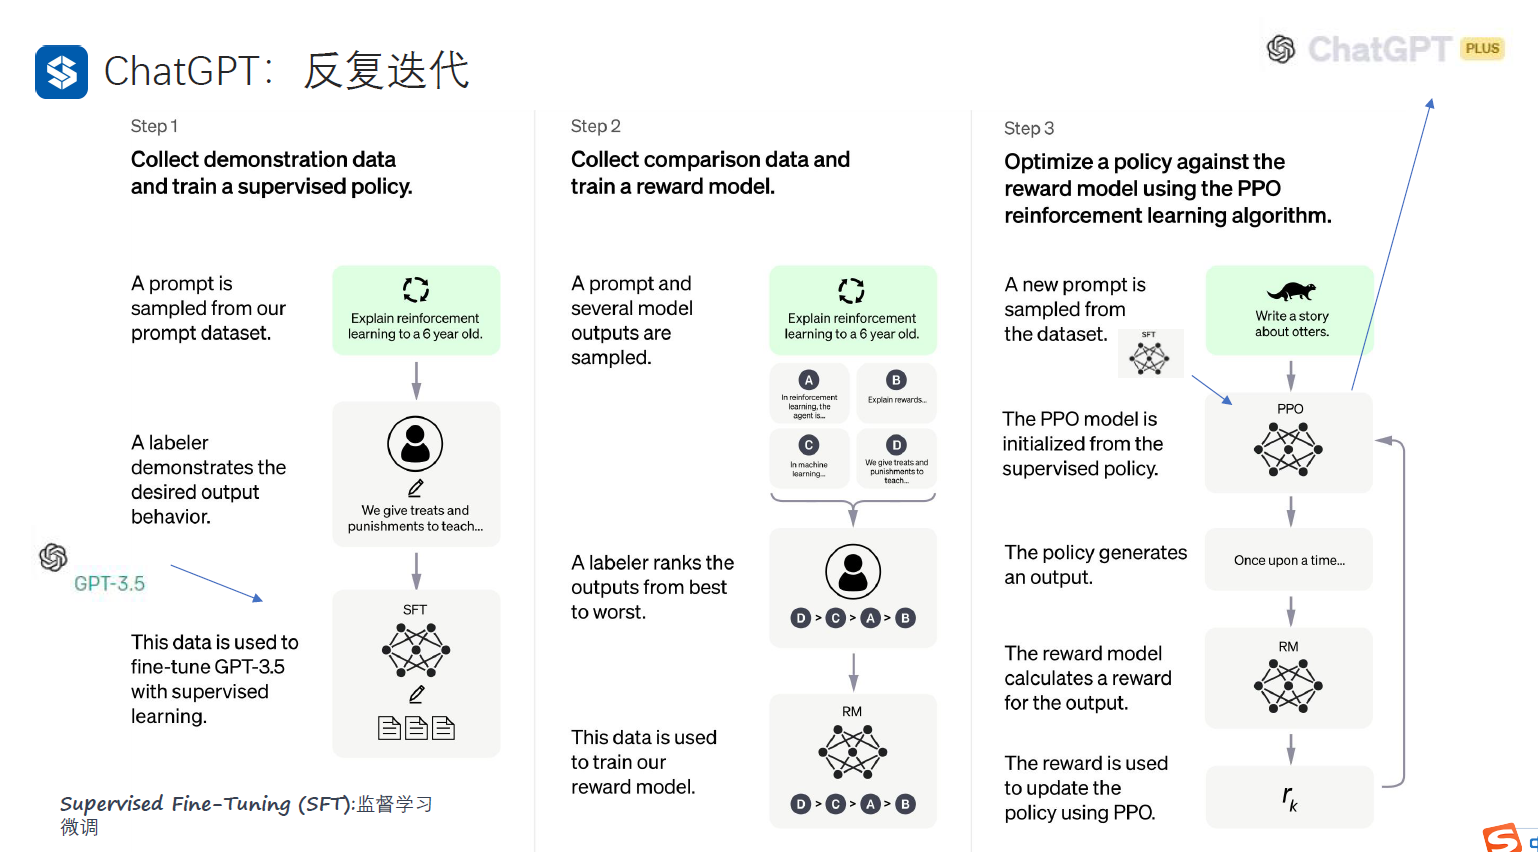 ChatGPT：反复迭代
ChatGPT PLUS
Step 1
Collect demonstration data
and train a supervised policy.
A prompt is
sampled from our
prompt dataset.
Explain reinforcement
learning to a 6 year old.
A labeler
demonstrates the
desired output
behavior.
We give treats and
punishments to teach...
GPT-3.5
SFT
This data is used to
fine-tune GPT-3.5
with supervised
learning.
Supervised Fine-Tuning (SFT):监督学习
微调
Step 2
Collect comparison data and
train a reward model.
A prompt and
several model
outputs are
sampled.
Explain reinforcement
learning to a 6 year old.
A
In reinforcement
learning, the
agent is...
B
Explain rewards...
C
In machine
learning...
D
We give treats and
punishments to
teach...
A labeler ranks the
outputs from best
to worst.
D > C > A > B
RM
This data is used
to train our
reward model.
D > C > A > B
Step 3
Optimize a policy against the
reward model using the PPO
reinforcement learning algorithm.
A new prompt is
sampled from
the dataset.
Write a story
about otters.
SFT
PPO
The PPO model is
initialized from the
supervised policy.
The policy generates
an output.
Once upon a time...
RM
The reward model
calculates a reward
for the output.
The reward is used
to update the
policy using PPO.
rk